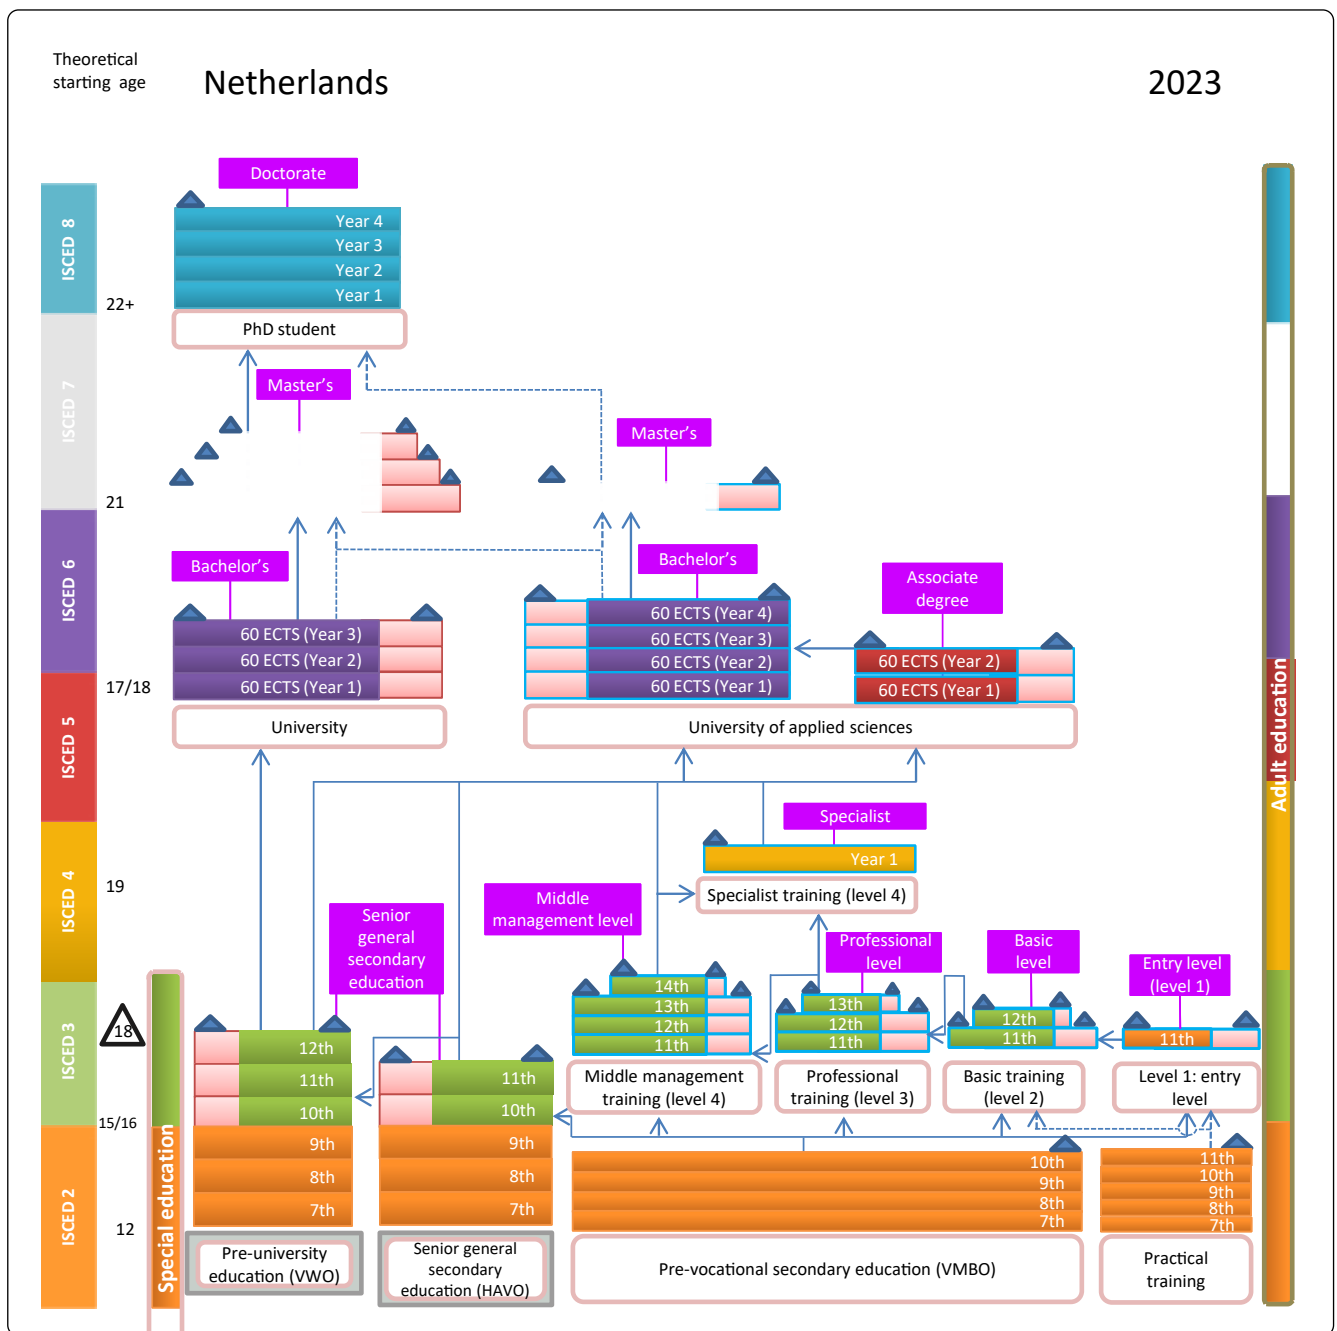 Theoretical
starting age
Netherlands
2023
ISCED 8
ISCED 7
ISCED 6
ISCED 5
ISCED 4
ISCED 3
ISCED 2
22+
21
17/18
19
18
15/16
12
Doctorate
Year 4
Year 3
Year 2
Year 1
PhD student
Master's
Master's
Bachelor's
60 ECTS (Year 3)
60 ECTS (Year 2)
60 ECTS (Year 1)
University
Bachelor's
60 ECTS (Year 4)
60 ECTS (Year 3)
60 ECTS (Year 2)
60 ECTS (Year 1)
Associate
degree
60 ECTS (Year 2)
60 ECTS (Year 1)
University of applied sciences
Adult education
Specialist
Year 1
Specialist training (level 4)
Senior
general
secondary
education
Middle
management level
14th
13th
12th
11th
Middle management
training (level 4)
Professional
level
13th
12th
11th
Professional
training (level 3)
Basic
level
12th
11th
Basic training
(level 2)
Entry level
(level 1)
11th
Level 1: entry
level
Special education
12th
11th
10th
9th
8th
7th
Pre-university
education (VWO)
11th
10th
9th
8th
7th
Senior general
secondary
education (HAVO)
10th
9th
8th
7th
Pre-vocational secondary education (VMBO)
11th
10th
9th
8th
7th
Practical
training